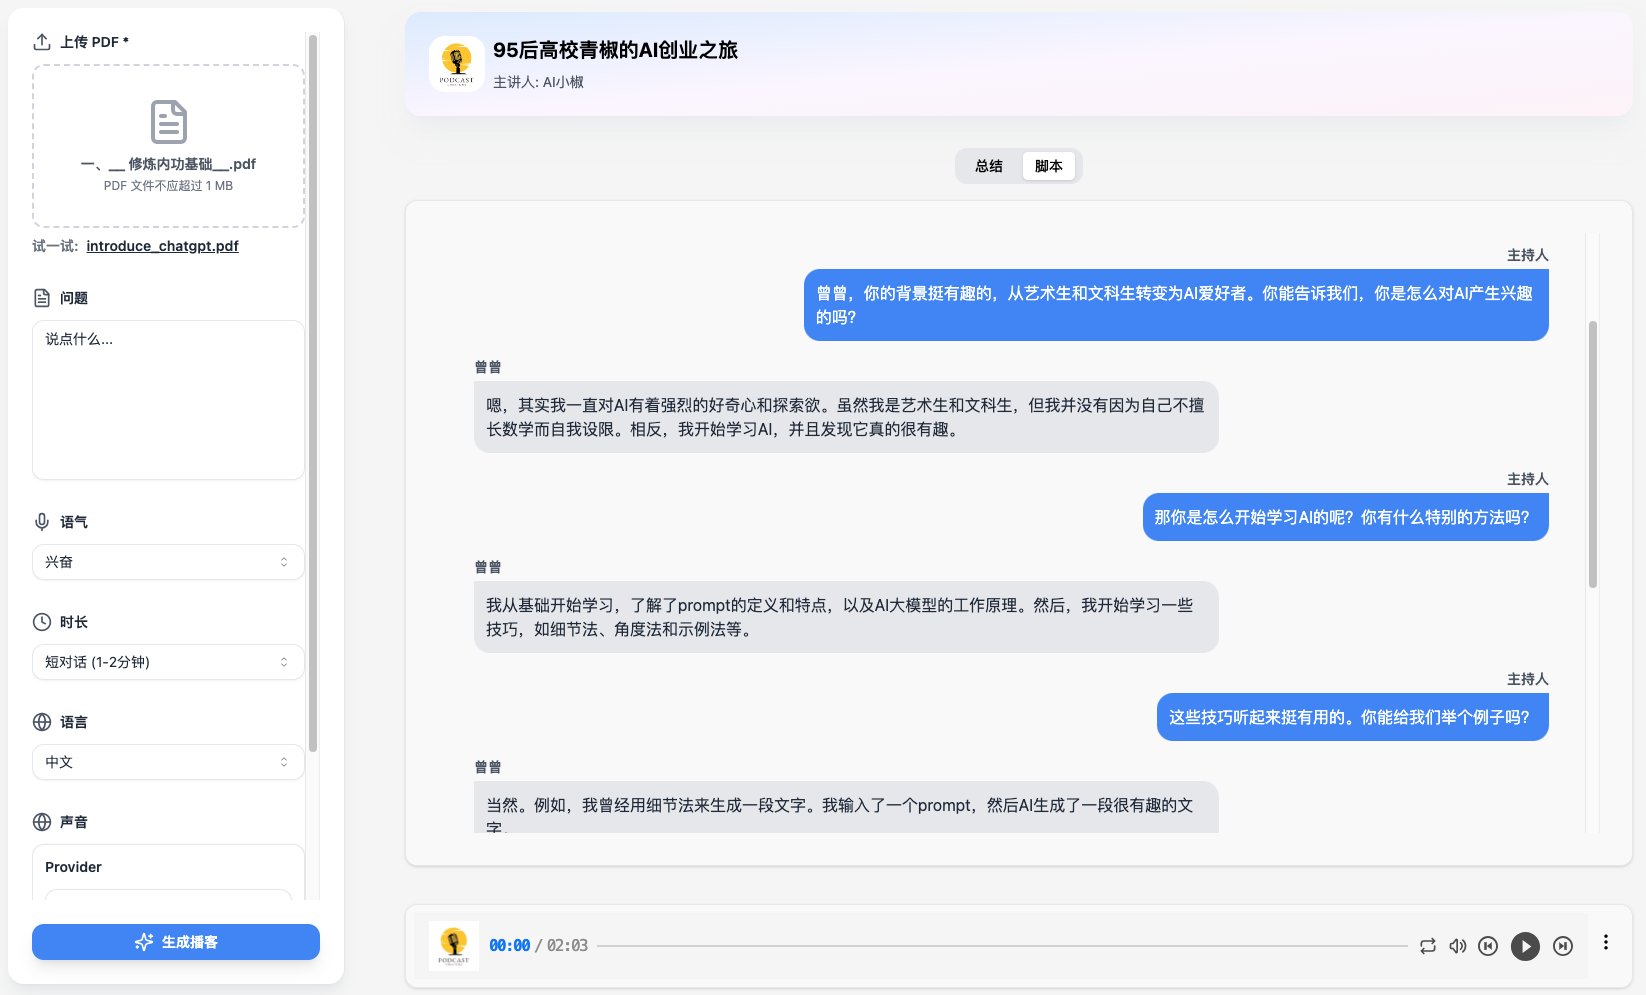 上传 PDF *
一、__ 修炼内功基础__.pdf
PDF 文件不应超过 1 MB
试一试: introduce_chatgpt.pdf
问题
说点什么...
语气
兴奋
时长
短对话 (1-2分钟)
语言
中文
声音
Provider
生成播客
PODCAST
95后高校青椒的AI创业之旅
主讲人: AI小椒
总结
脚本
主持人
曾曾，你的背景挺有趣的，从艺术生和文科生转变为AI爱好者。你能告诉我们，你是怎么对AI产生兴趣
的吗？
曾曾
嗯，其实我一直对AI有着强烈的好奇心和探索欲。虽然我是艺术生和文科生，但我并没有因为自己不擅
长数学而自我设限。相反，我开始学习AI，并且发现它真的很有趣。
主持人
那你是怎么开始学习AI的呢？你有什么特别的方法吗？
曾曾
我从基础开始学习，了解了prompt的定义和特点，以及AI大模型的工作原理。然后，我开始学习一些
技巧，如细节法、角度法和示例法等。
主持人
这些技巧听起来挺有用的。你能给我们举个例子吗？
曾曾
当然。例如，我曾经用细节法来生成一段文字。我输入了一个prompt，然后AI生成了一段很有趣的文
字。
PODCAST
00:00 / 02:03